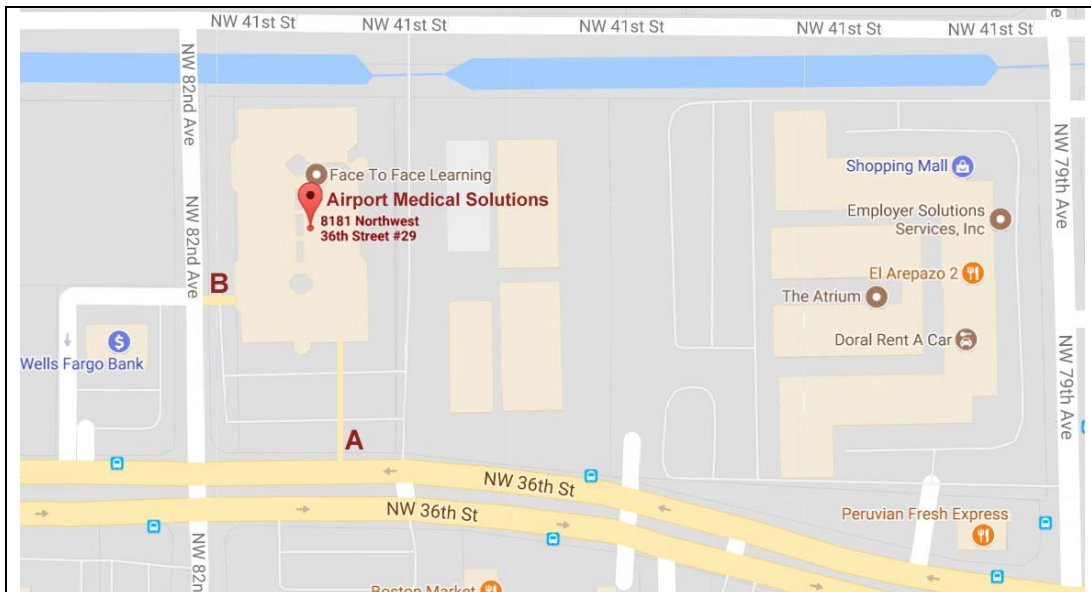 NW 41st St
NW 41st St
NW 41st St
NW 41st St
NW 41st St
NW 82nd Ave
NW 79th Ave
Face To Face Learning
Airport Medical Solutions
8181 Northwest
36th Street #29
Shopping Mall
Employer Solutions
Services, Inc
NW 82nd Ave
B
El Arepazo 2
The Atrium
Doral Rent A Car
$
Wells Fargo Bank
NW 79th Ave
A
NW 36th St
NW 36th St
Peruvian Fresh Express
NW 82n
Boston Market